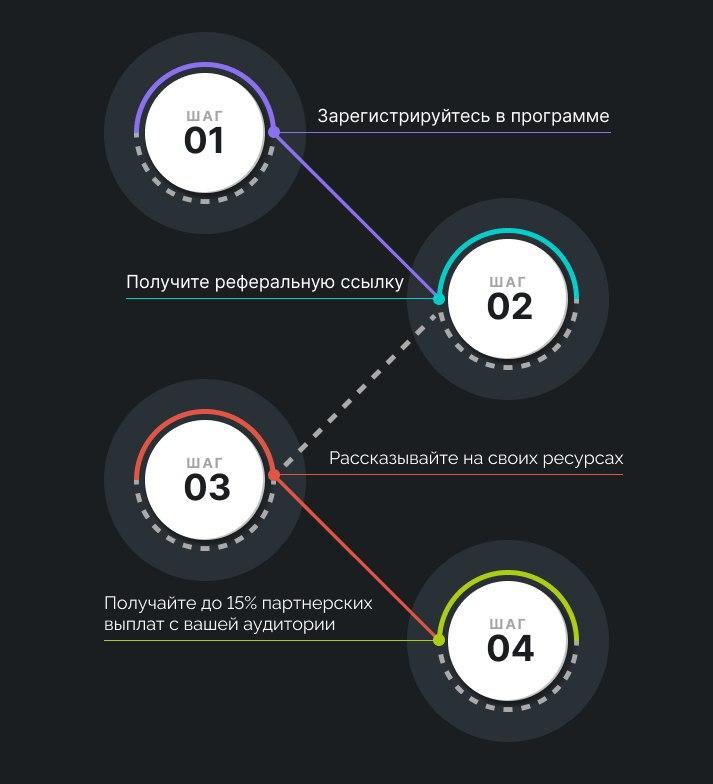 ШАГ
01
Зарегистрируйтесь в программе
Получите реферальную ссылку
ШАГ
02
ШАГ
03
Рассказывайте на своих ресурсах
Получайте до 15% партнерских
выплат с вашей аудитории
ШАГ
04